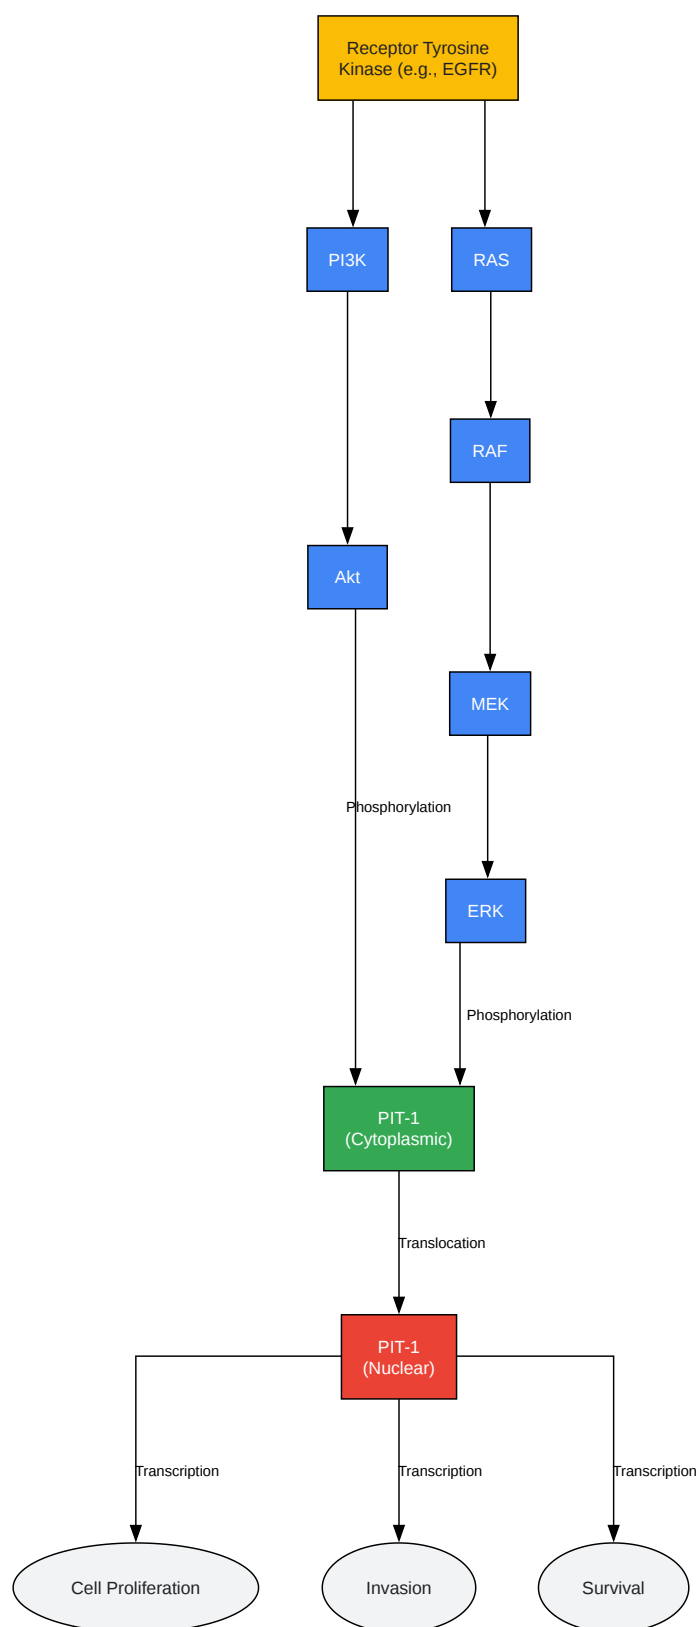 Receptor Tyrosine
Kinase (e.g., EGFR)
PI3K
RAS
RAF
Akt
MEK
Phosphorylation
ERK
Phosphorylation
PIT-1
(Cytoplasmic)
Translocation
PIT-1
(Nuclear)
Transcription
Transcription
Transcription
Cell Proliferation
Invasion
Survival